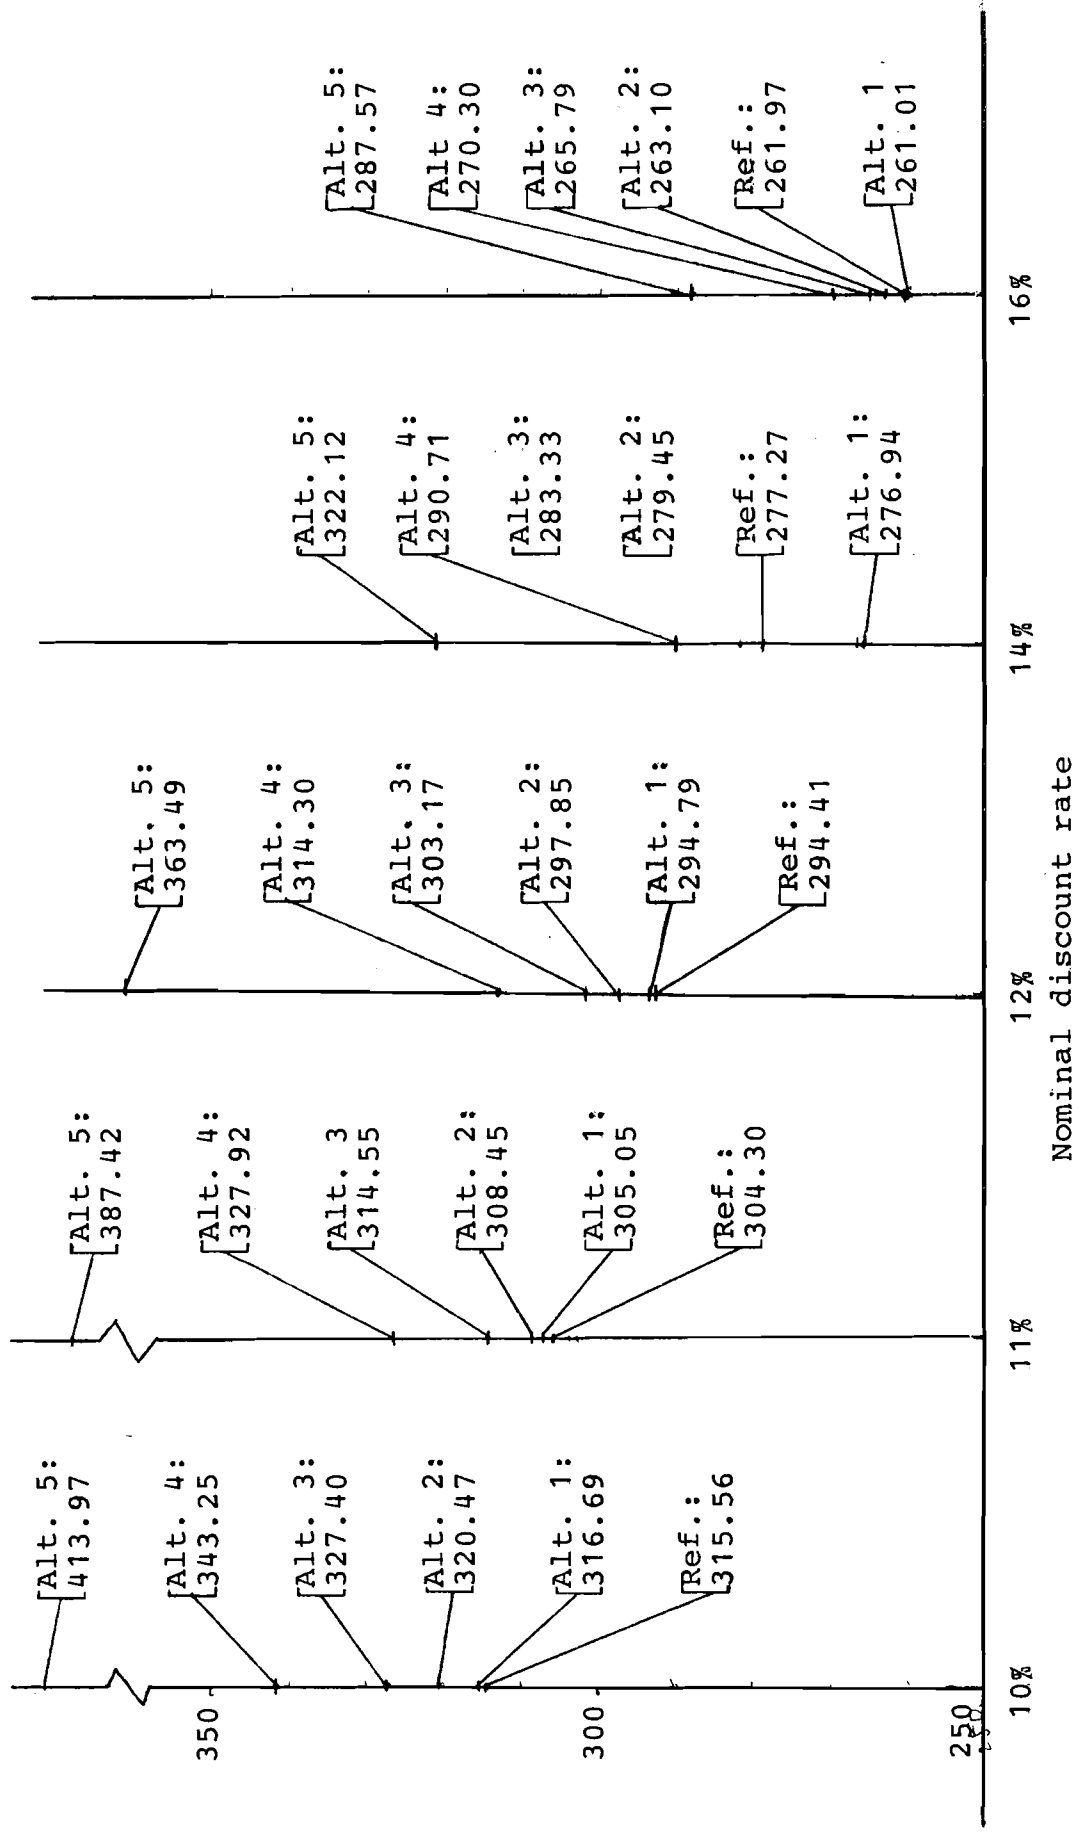 350
300
250
Alt. 5:
413.97
Alt. 4:
343.25
Alt. 3:
327.40
Alt. 2:
320.47
Alt. 1:
316.69
Ref.:
315.56
10%
Alt. 5:
387.42
Alt. 4:
327.92
Alt. 3
314.55
Alt. 2:
308.45
Alt. 1:
305.05
Ref.:
304.30
11%
Alt. 5:
363.49
Alt. 4:
314.30
Alt. 3:
303.17
Alt. 2:
297.85
Alt. 1:
294.79
Ref.:
294.41
12%
Alt. 5:
322.12
Alt. 4:
290.71
Alt. 3:
283.33
Alt. 2:
279.45
Ref.:
277.27
Alt. 1:
276.94
14%
Alt. 5:
287.57
Alt 4:
270.30
Alt. 3:
265.79
Alt. 2:
263.10
Ref.:
261.97
Alt. 1
261.01
16%
Nominal discount rate